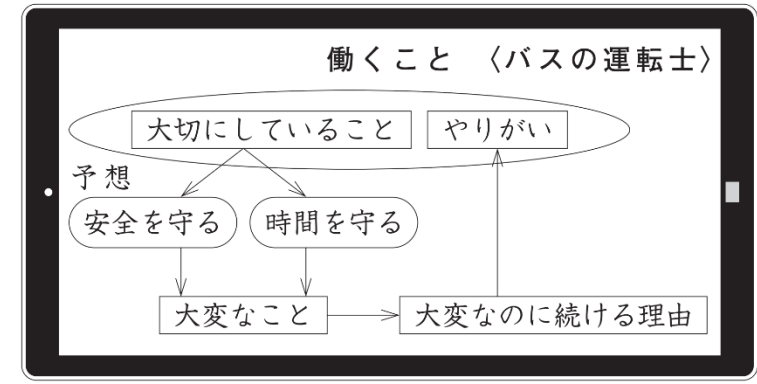 働くこと 〈バスの運転士〉
大切にしていること
やりがい
予想
安全を守る
時間を守る
大変なこと
大変なのに続ける理由